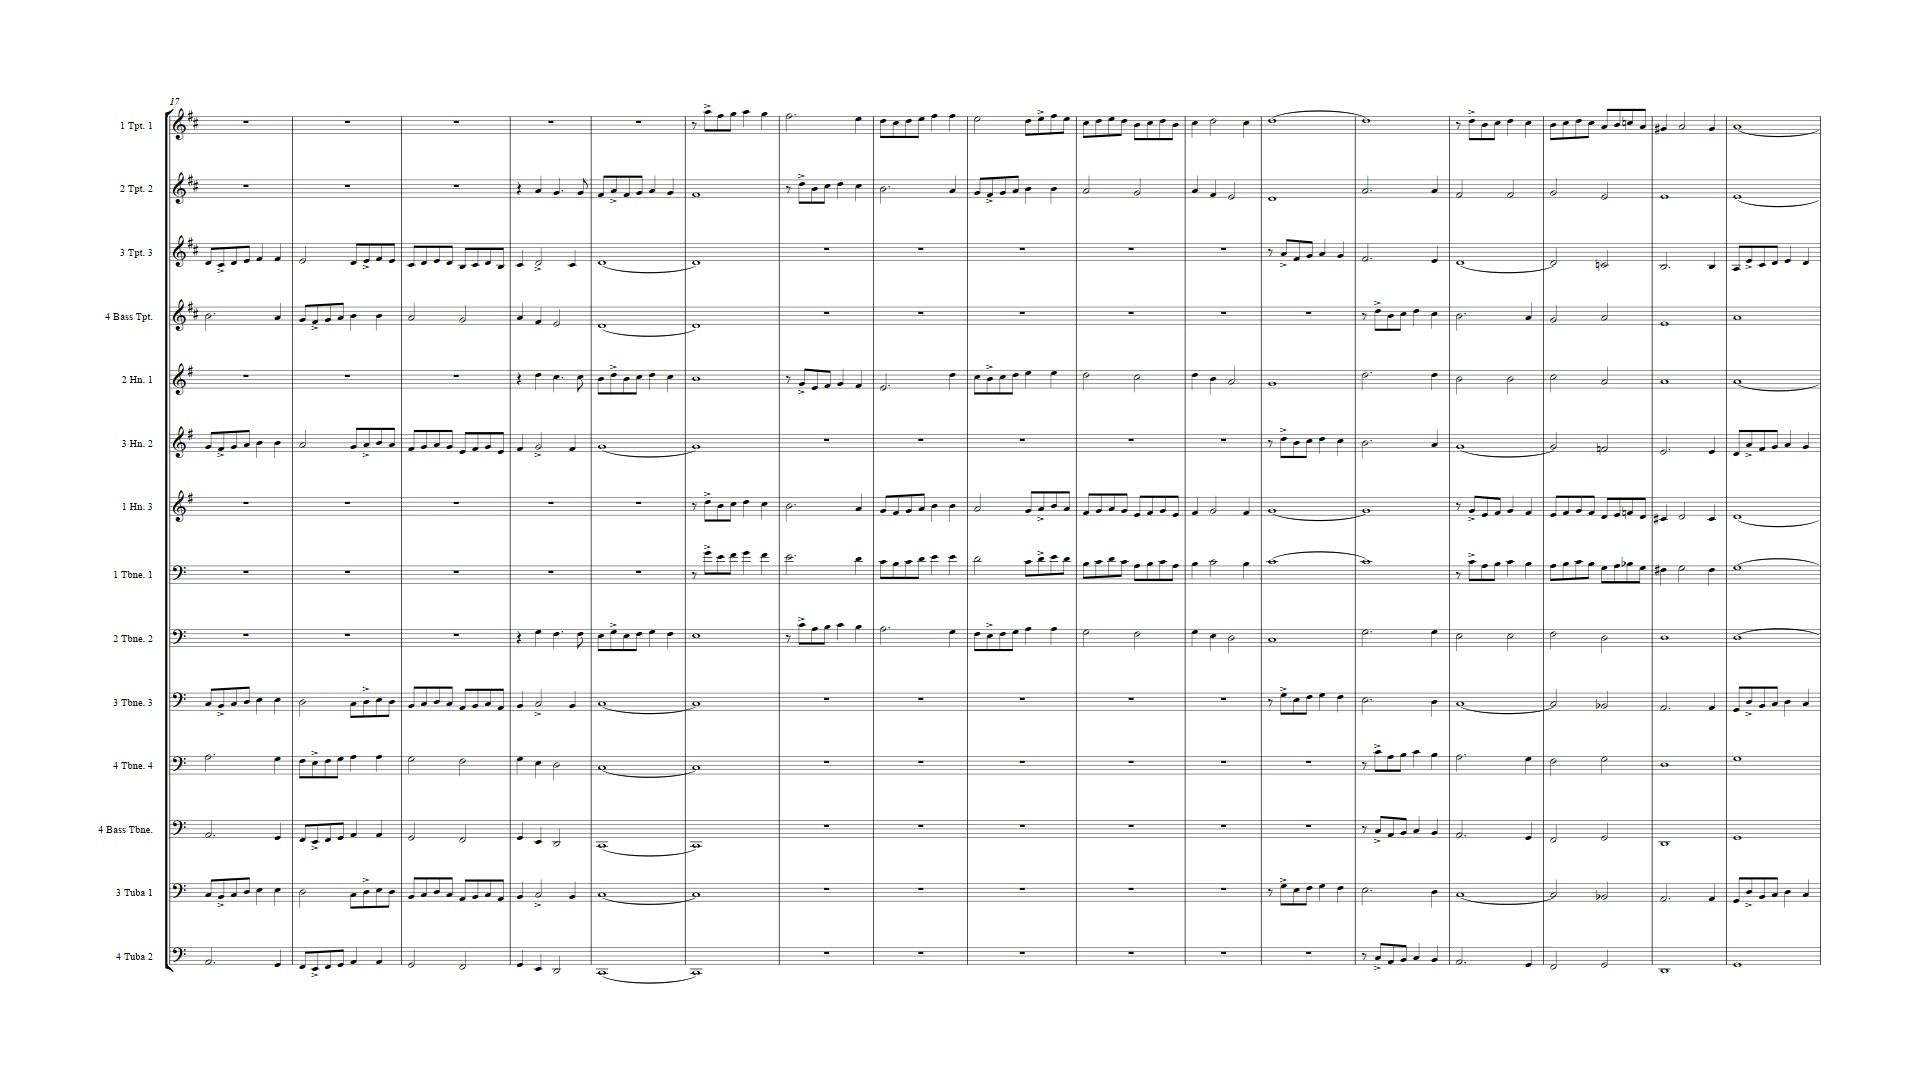 17
1 Tpt. 1
2 Tpt. 2
3 Tpt. 3
4 Bass Tpt.
2 Hn. 1
3 Hn. 2
1 Hn. 3
1 Tbne. 1
2 Tbne. 2
3 Tbne. 3
4 Tbne. 4
4 Bass Tbne.
3 Tuba 1
4 Tuba 2